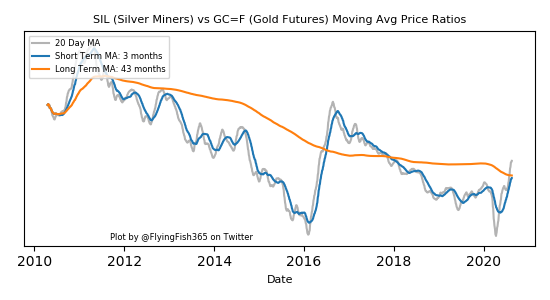 SIL (Silver Miners) vs GC=F (Gold Futures) Moving Avg Price Ratios
20 Day MA
Short Term MA: 3 months
Long Term MA: 43 months
Plot by @FlyingFish365 on Twitter
2010 2012 2014 2016 2018 2020
Date